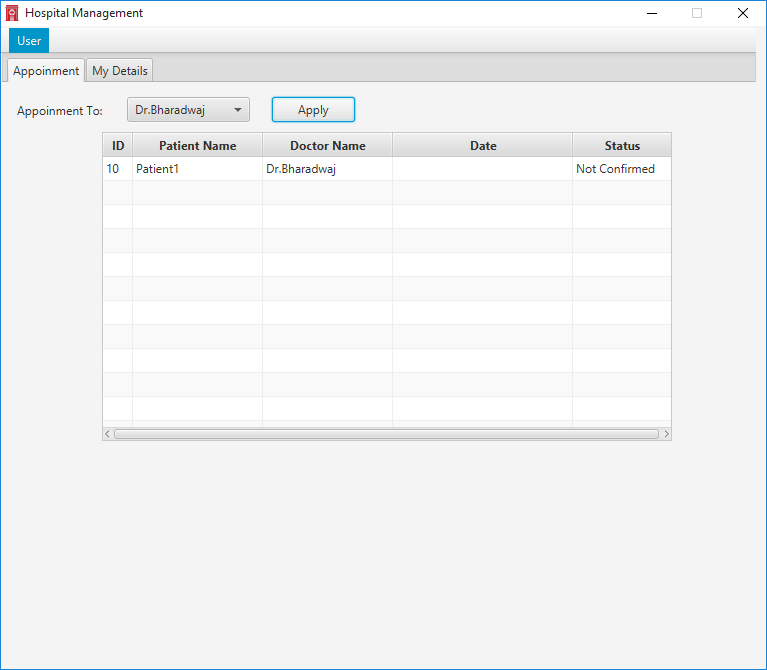 Hospital Management
User
Appoinment My Details
Appoinment To: Dr.Bharadwaj Apply
ID Patient Name Doctor Name Date Status
10 Patient1 Dr.Bharadwaj Not Confirmed